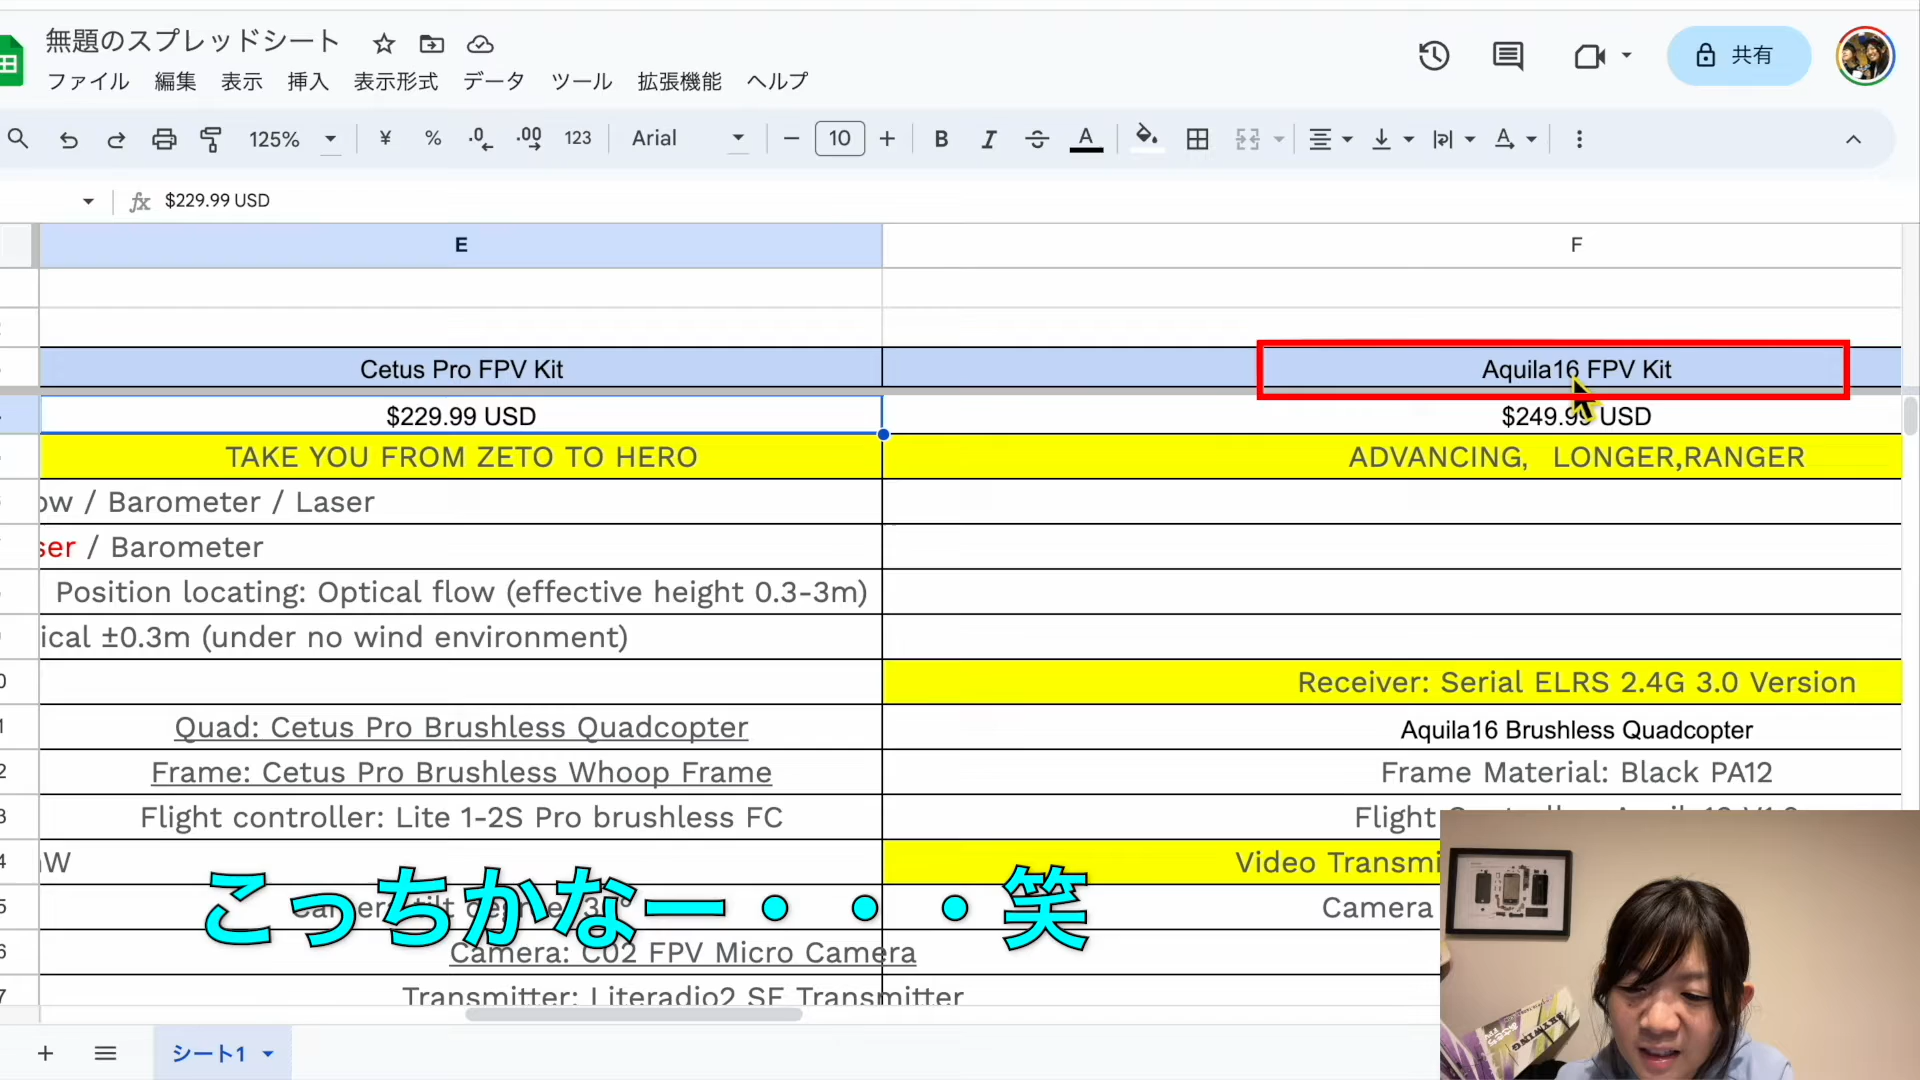 無題のスプレッドシート
共有
ファイル 編集 表示 挿入 表示形式 データ ツール 拡張機能 ヘルプ
125% ¥ % .0 .00 123 Arial 10 B I A A
fx $229.99 USD
E F
Cetus Pro FPV Kit Aquila16 FPV Kit
$229.99 USD $249.99 USD
TAKE YOU FROM ZETO TO HERO ADVANCING, LONGER,RANGER
ow / Barometer / Laser
ser / Barometer
Position locating: Optical flow (effective height 0.3-3m)
ical ±0.3m (under no wind environment)
Receiver: Serial ELRS 2.4G 3.0 Version
Quad: Cetus Pro Brushless Quadcopter Aquila16 Brushless Quadcopter
Frame: Cetus Pro Brushless Whoop Frame Frame Material: Black PA12
Flight controller: Lite 1-2S Pro brushless FC Flight
W Video Transmi
こっちかなー・・・笑
Camera
Camera: C02 FPV Micro Camera
Transmitter: Literadio2 SE Transmitter
シート1